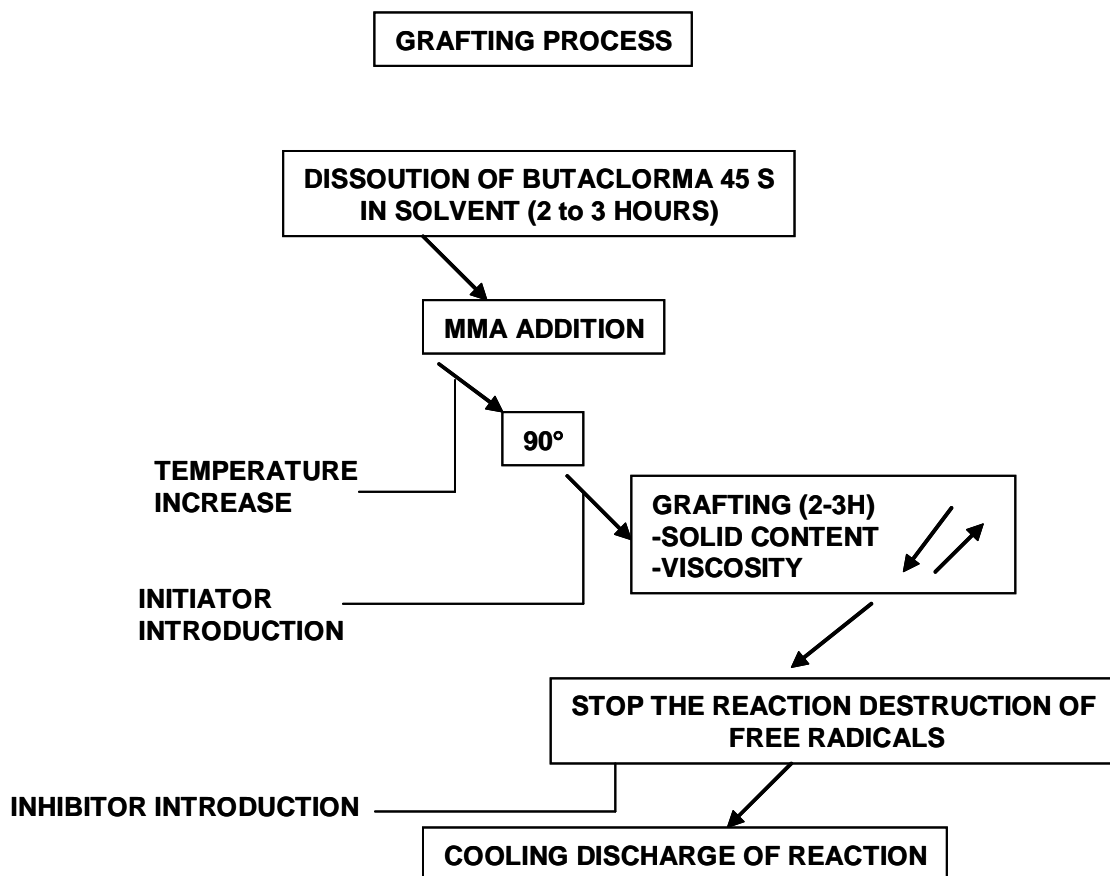 GRAFTING PROCESS
DISSOUTION OF BUTACLORMA 45 S
IN SOLVENT (2 to 3 HOURS)
MMA ADDITION
90º
TEMPERATURE
INCREASE
GRAFTING (2-3H)
-SOLID CONTENT
-VISCOSITY
INITIATOR
INTRODUCTION
STOP THE REACTION DESTRUCTION OF
FREE RADICALS
INHIBITOR INTRODUCTION
COOLING DISCHARGE OF REACTION